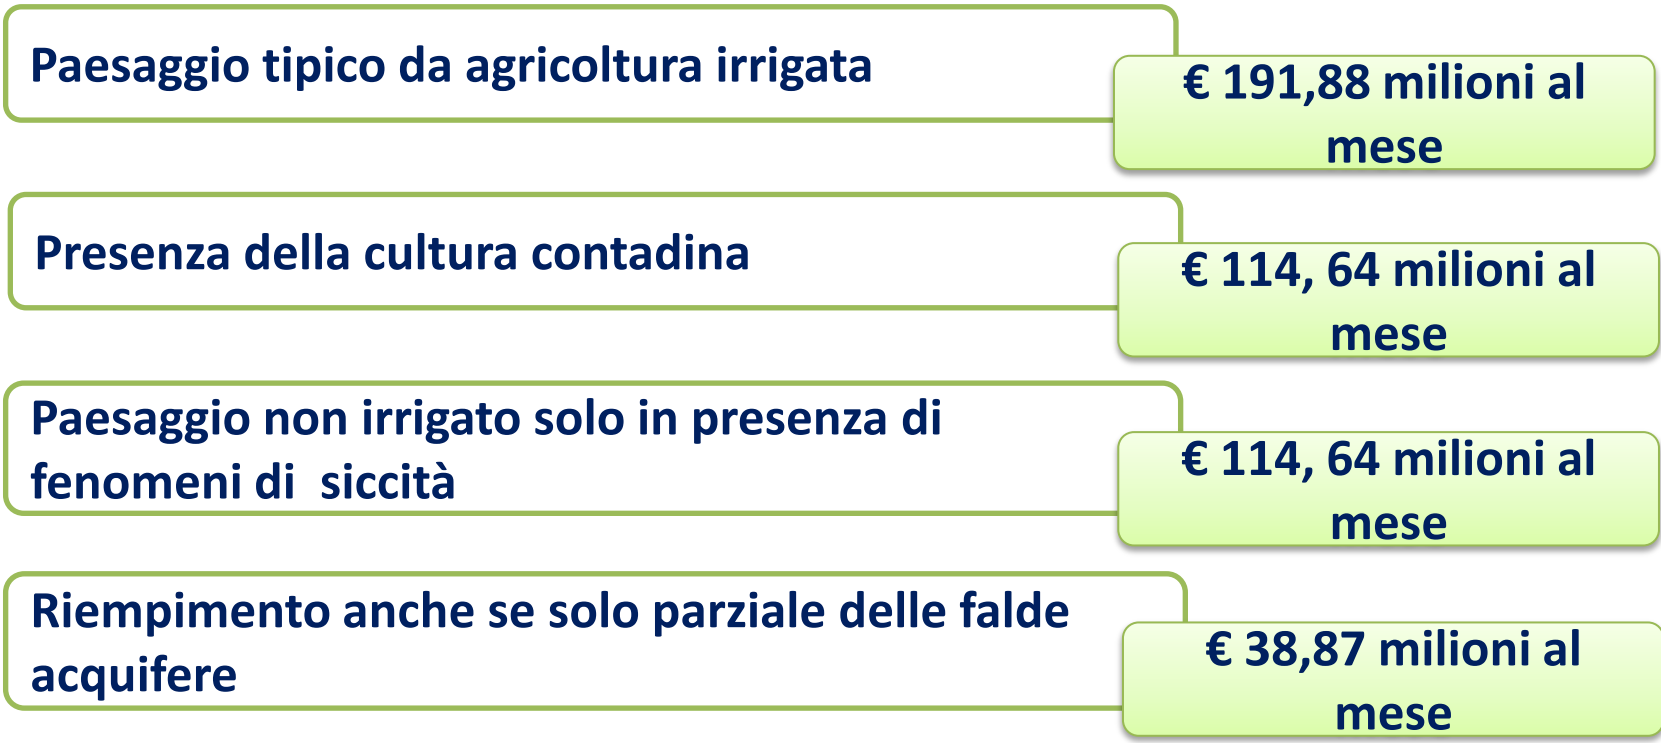 Paesaggio tipico da agricoltura irrigata
€ 191,88 milioni al
mese
Presenza della cultura contadina
€ 114, 64 milioni al
mese
Paesaggio non irrigato solo in presenza di
fenomeni di  siccità
€ 114, 64 milioni al
mese
Riempimento anche se solo parziale delle falde
acquifere
€ 38,87 milioni al
mese